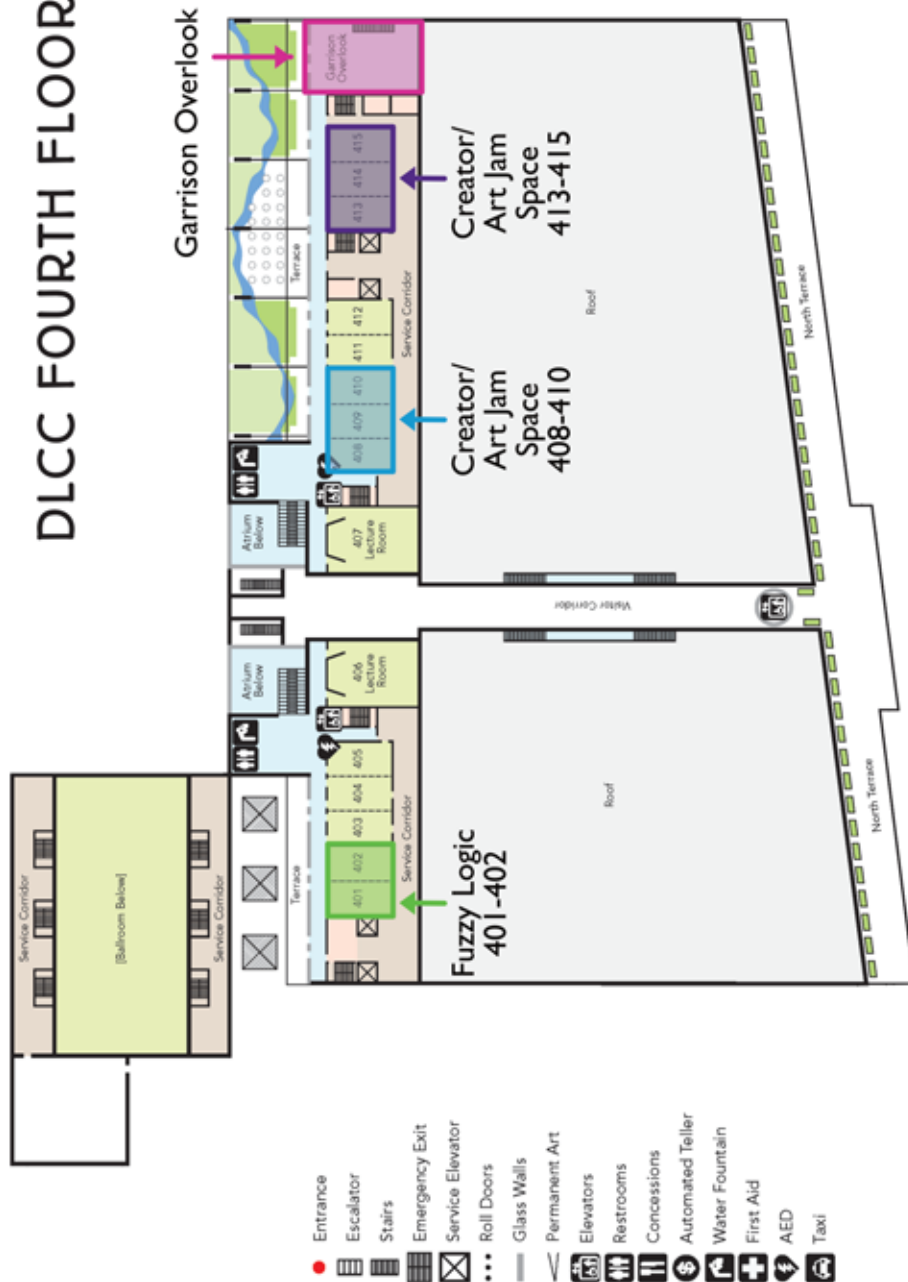 DLCC FOURTH FLOOR
Garrison Overlook
Garrison
Overlook
Service Corridor
[Ballroom Below]
Service Corridor
Terrace
Atrium
Below
Atrium
Below
Terrace
401
402
403
404
405
406
Lecture
Room
407
Lecture
Room
408
409
410
411
412
413
414
415
Service Corridor
Service Corridor
Fuzzy Logic
401-402
Creator/
Art Jam
Space
408-410
Creator/
Art Jam
Space
413-415
Roof
Visitor Corridor
Roof
North Terrace
North Terrace
Entrance
Escalator
Stairs
Emergency Exit
Service Elevator
Roll Doors
Glass Walls
Permanent Art
Elevators
Restrooms
Concessions
$ Automated Teller
Water Fountain
First Aid
AED
Taxi